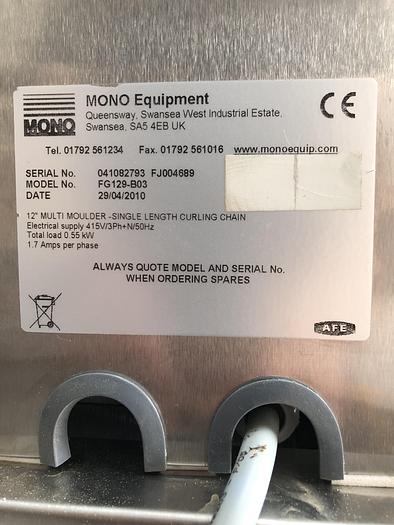 MONO
MONO Equipment
Queensway, Swansea West Industrial Estate,
Swansea, SA5 4EB UK
CE
Tel. 01792 561234 Fax. 01792 561016 www.monoequip.com
SERIAL No. 041082793 FJ004689
MODEL No. FG129-B03
DATE 29/04/2010
12" MULTI MOULDER -SINGLE LENGTH CURLING CHAIN
Electrical supply 415V/3Ph+N/50Hz
Total load 0.55 kW
1.7 Amps per phase
ALWAYS QUOTE MODEL AND SERIAL No.
WHEN ORDERING SPARES
AFE